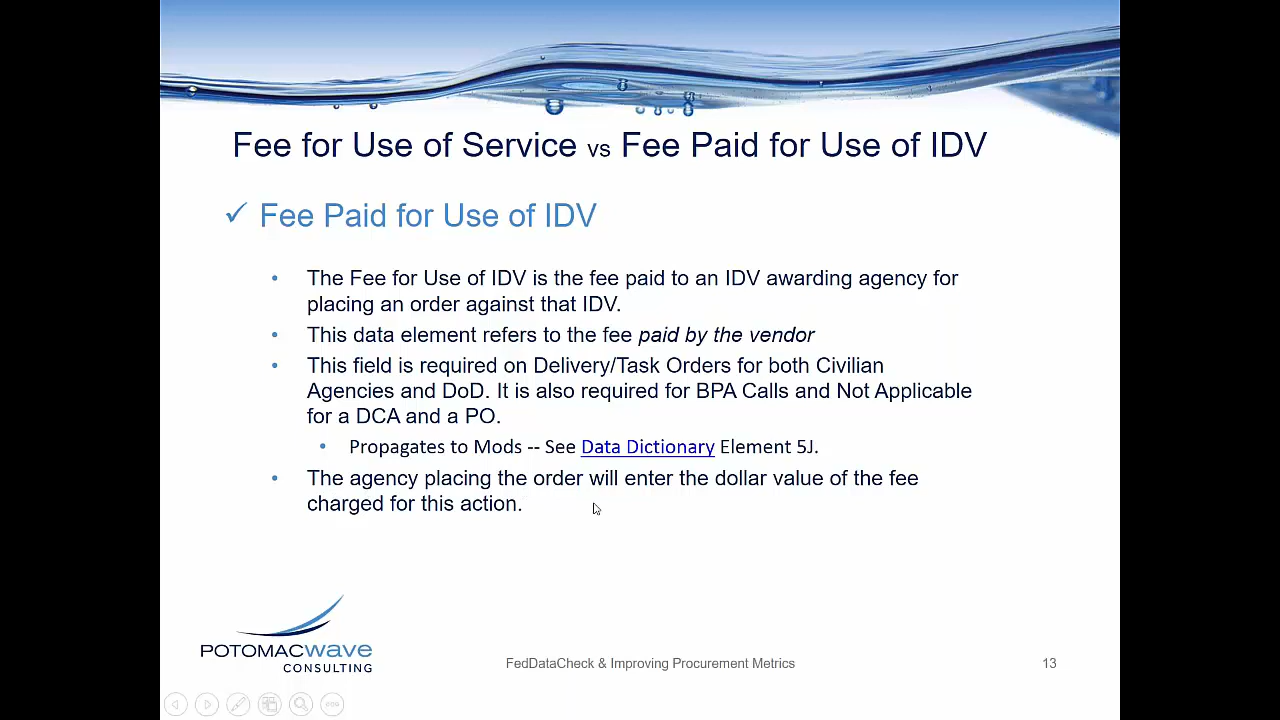 Fee for Use of Service vs Fee Paid for Use of IDV
✓ Fee Paid for Use of IDV
• The Fee for Use of IDV is the fee paid to an IDV awarding agency for
placing an order against that IDV.
• This data element refers to the fee paid by the vendor
• This field is required on Delivery/Task Orders for both Civilian
Agencies and DoD. It is also required for BPA Calls and Not Applicable
for a DCA and a PO.
• Propagates to Mods -- See Data Dictionary Element 5J.
• The agency placing the order will enter the dollar value of the fee
charged for this action.
POTOMACWAVE
CONSULTING
FedDataCheck & Improving Procurement Metrics
13